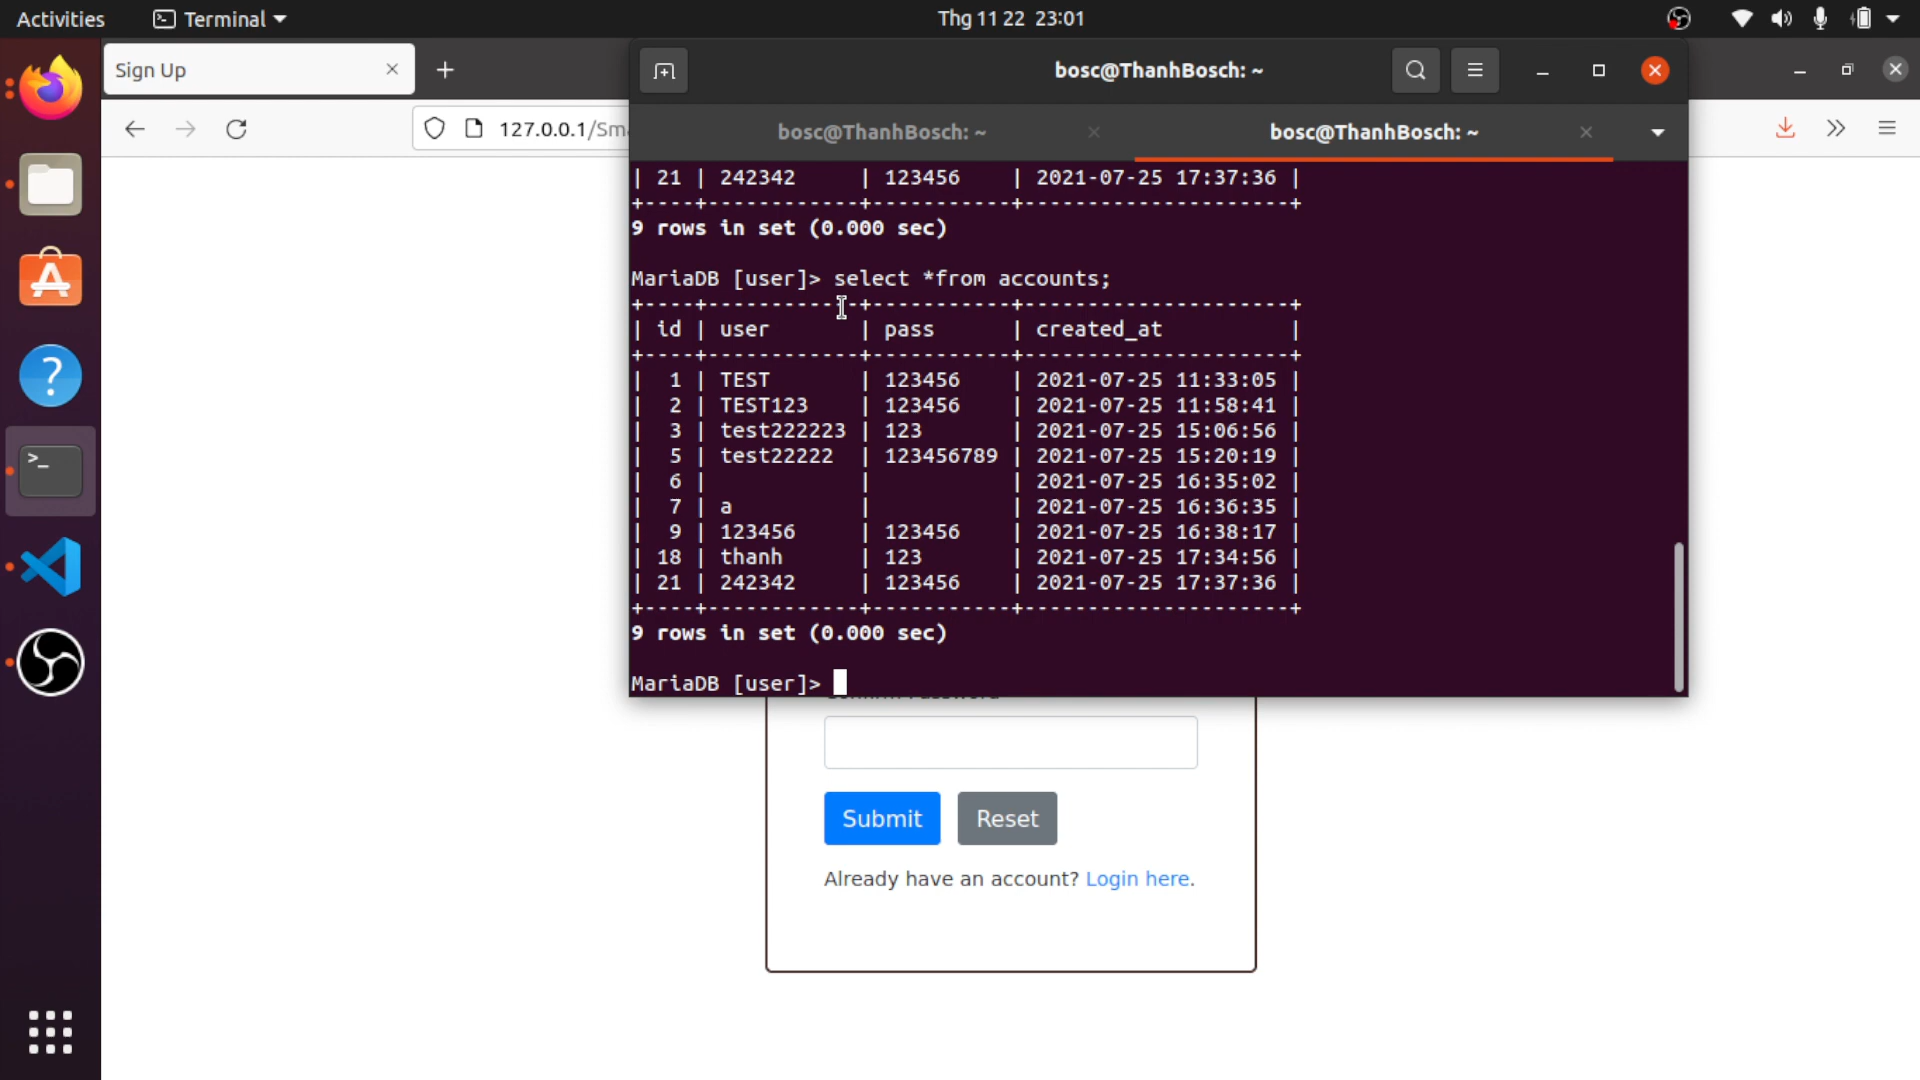 Activities Terminal Thg 11 22 23:01
Sign Up
bosc@ThanhBosch: ~
127.0.0.1/Sm
bosc@ThanhBosch: ~ bosc@ThanhBosch: ~
| 21 | 242342 | 123456 | 2021-07-25 17:37:36 |
+----+------------+-----------+---------------------+
9 rows in set (0.000 sec)
MariaDB [user]> select *from accounts;
+----+------------+-----------+---------------------+
| id | user | pass | created_at |
+----+------------+-----------+---------------------+
| 1 | TEST | 123456 | 2021-07-25 11:33:05 |
| 2 | TEST123 | 123456 | 2021-07-25 11:58:41 |
| 3 | test222223 | 123 | 2021-07-25 15:06:56 |
| 5 | test22222 | 123456789 | 2021-07-25 15:20:19 |
| 6 | | | 2021-07-25 16:35:02 |
| 7 | a | | 2021-07-25 16:36:35 |
| 9 | 123456 | 123456 | 2021-07-25 16:38:17 |
| 18 | thanh | 123 | 2021-07-25 17:34:56 |
| 21 | 242342 | 123456 | 2021-07-25 17:37:36 |
+----+------------+-----------+---------------------+
9 rows in set (0.000 sec)
MariaDB [user]>
Submit Reset
Already have an account? Login here.